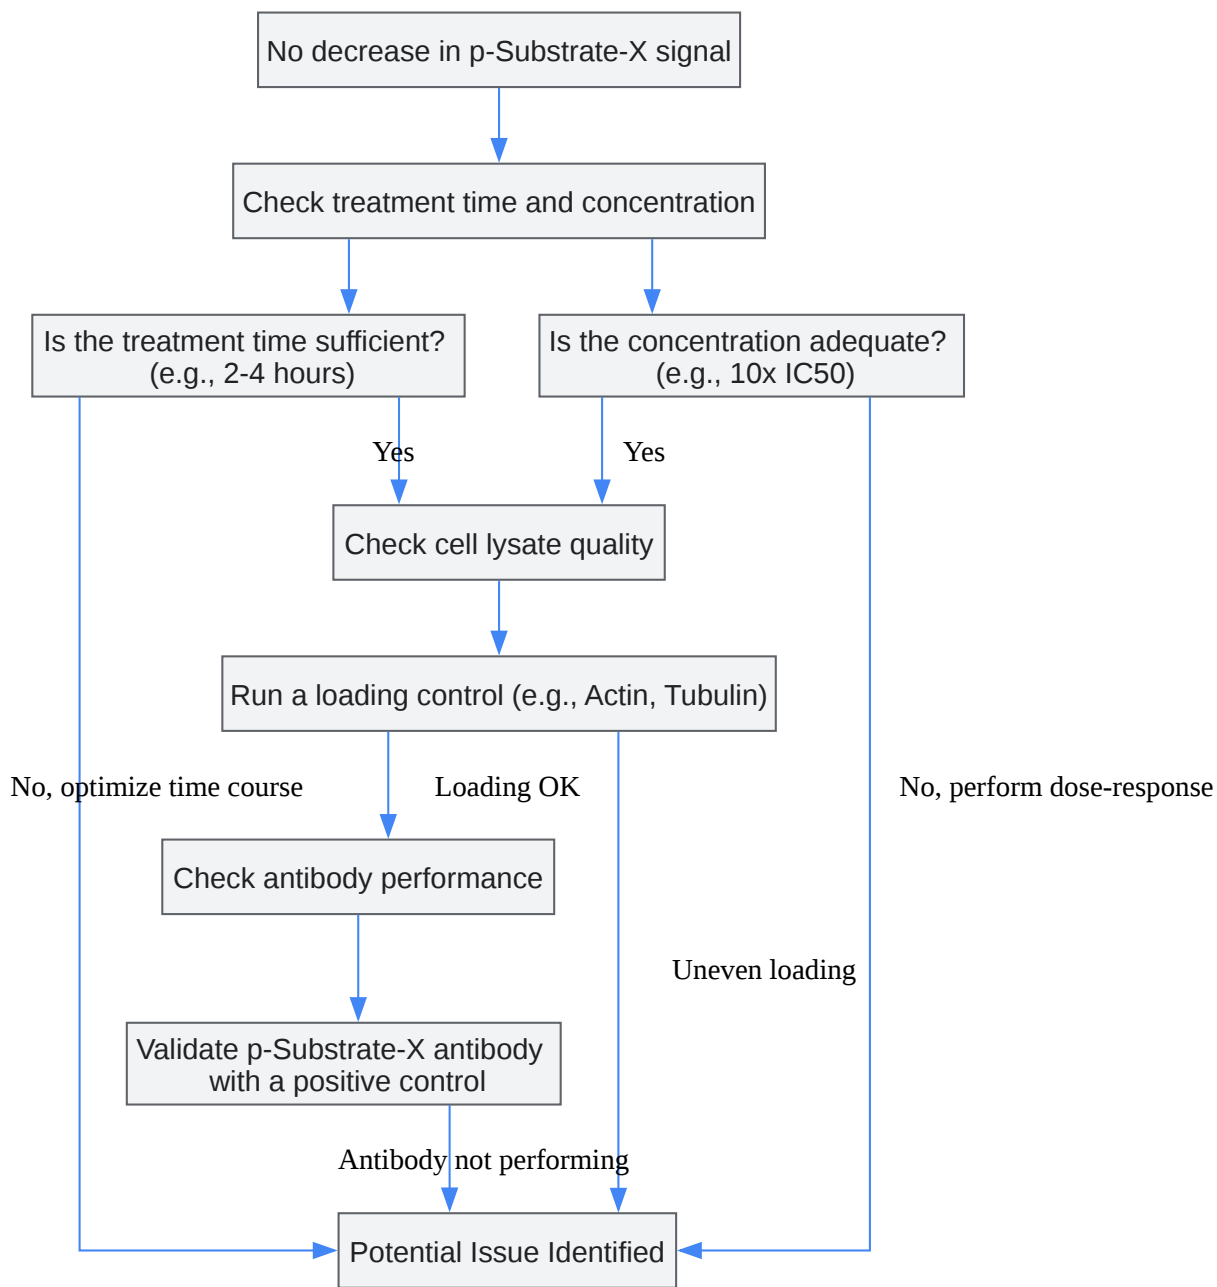 No decrease in p-Substrate-X signal
Check treatment time and concentration
Is the treatment time sufficient?
(e.g., 2-4 hours)
Is the concentration adequate?
(e.g., 10x IC50)
Yes
Yes
Check cell lysate quality
Run a loading control (e.g., Actin, Tubulin)
No, optimize time course
Loading OK
No, perform dose-response
Check antibody performance
Uneven loading
Validate p-Substrate-X antibody
with a positive control
Antibody not performing
Potential Issue Identified